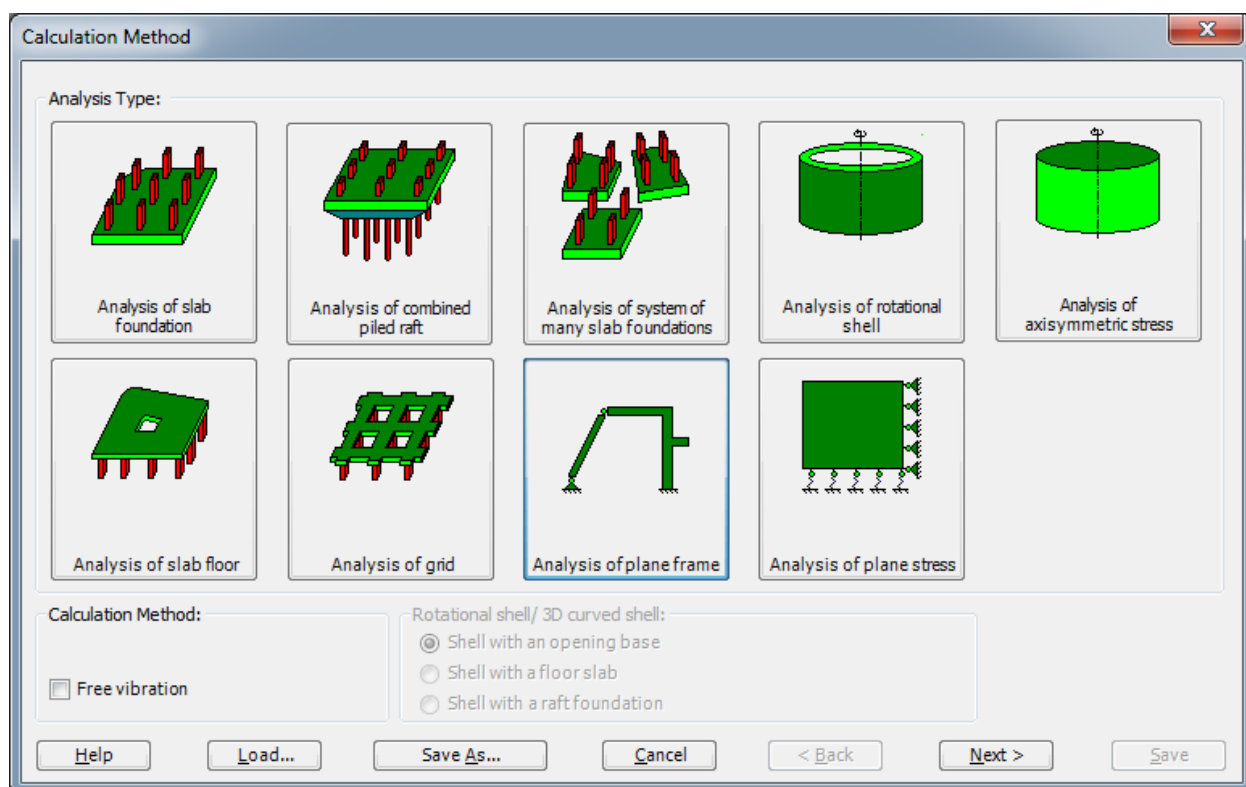 Calculation Method
Analysis Type:
Analysis of slab
foundation
Analysis of combined
piled raft
Analysis of system of
many slab foundations
Analysis of rotational
shell
Analysis of
axisymmetric stress
Analysis of slab floor
Analysis of grid
Analysis of plane frame
Analysis of plane stress
Calculation Method:
Free vibration
Rotational shell/ 3D curved shell:
Shell with an opening base
Shell with a floor slab
Shell with a raft foundation
Help
Load...
Save As...
Cancel
< Back
Next >
Save